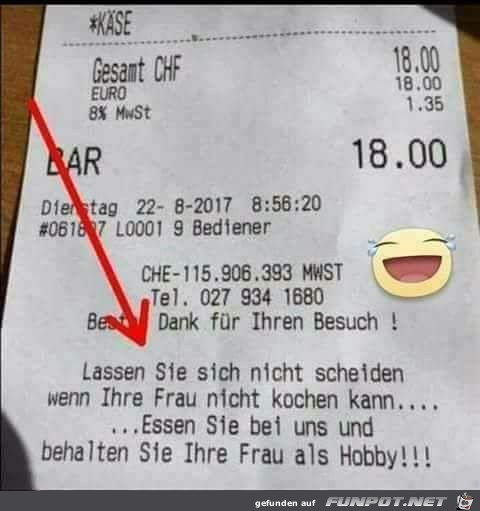 *KÄSE
Gesamt CHF 18.00
EURO 18.00
8% MwSt 1.35
BAR 18.00
Dienstag 22- 8-2017 8:56:20
#061807 L0001 9 Bediener
CHE-115.906.393 MWST
Tel. 027 934 1680
Besten Dank für Ihren Besuch !
Lassen Sie sich nicht scheiden
wenn Ihre Frau nicht kochen kann....
...Essen Sie bei uns und
behalten Sie Ihre Frau als Hobby!!!
gefunden auf FUNPOT.NET